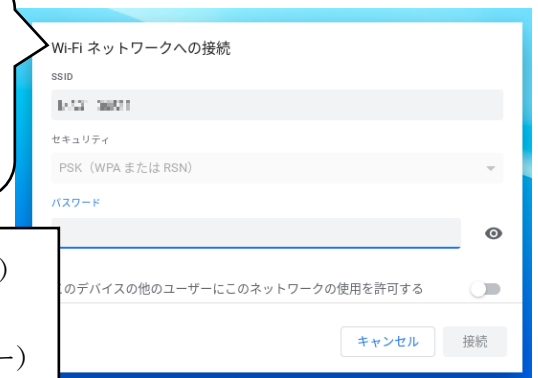 Wi-Fi ネットワークへの接続
SSID
セキュリティ
PSK（WPA または RSN）
パスワード
）
のデバイスの他のユーザーにこのネットワークの使用を許可する
ー）
キャンセル
接続